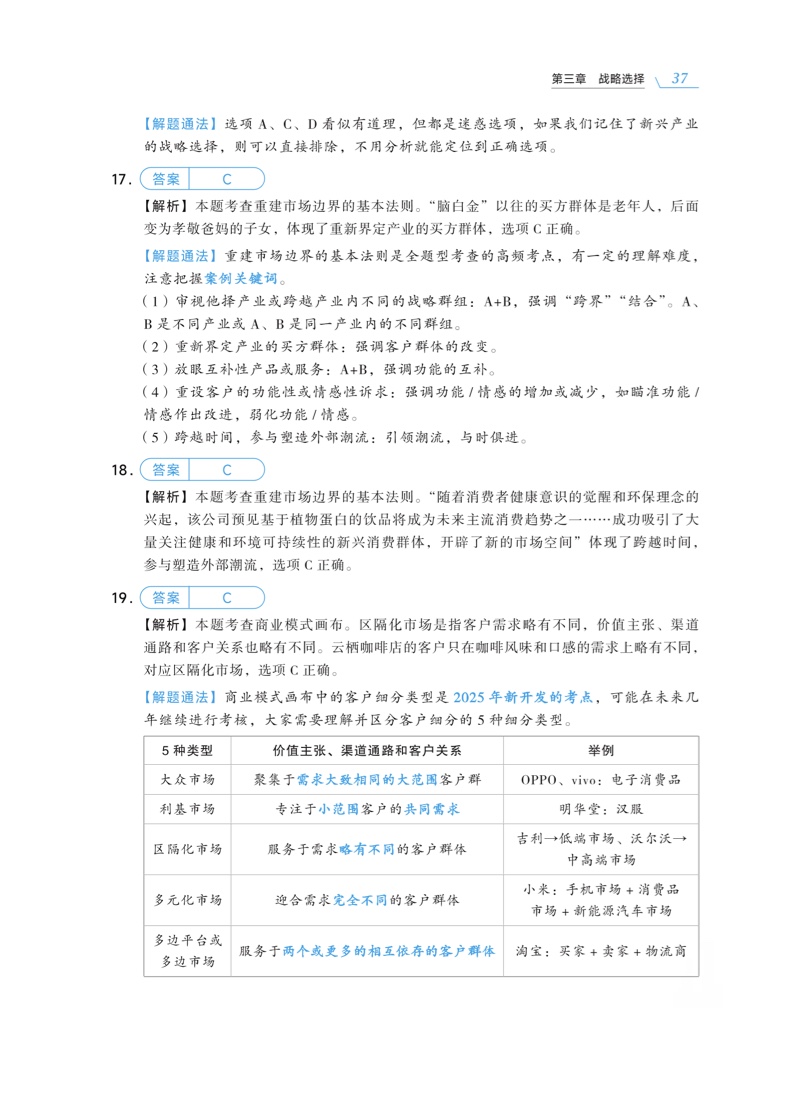 第三章 战略选择 37
【解题通法】选项 A、C、D 看似有道理，但都是迷惑选项，如果我们记住了新兴产业
的战略选择，则可以直接排除，不用分析就能定位到正确选项。
17. 答案 C
【解析】本题考查重建市场边界的基本法则。“脑白金”以往的买方群体是老年人，后面
变为孝敬爸妈的子女，体现了重新界定产业的买方群体，选项 C 正确。
【解题通法】重建市场边界的基本法则是全题型考查的高频考点，有一定的理解难度，
注意把握案例关键词。
（1）审视他择产业或跨越产业内不同的战略群组：A+B，强调“跨界”“结合”。A、
B 是不同产业或 A、B 是同一产业内的不同群组。
（2）重新界定产业的买方群体：强调客户群体的改变。
（3）放眼互补性产品或服务：A+B，强调功能的互补。
（4）重设客户的功能性或情感性诉求：强调功能 / 情感的增加或减少，如瞄准功能 /
情感作出改进，弱化功能 / 情感。
（5）跨越时间，参与塑造外部潮流：引领潮流，与时俱进。
18. 答案 C
【解析】本题考查重建市场边界的基本法则。“随着消费者健康意识的觉醒和环保理念的
兴起，该公司预见基于植物蛋白的饮品将成为未来主流消费趋势之一……成功吸引了大
量关注健康和环境可持续性的新兴消费群体，开辟了新的市场空间”体现了跨越时间，
参与塑造外部潮流，选项 C 正确。
19. 答案 C
【解析】本题考查商业模式画布。区隔化市场是指客户需求略有不同，价值主张、渠道
通路和客户关系也略有不同。云栖咖啡店的客户只在咖啡风味和口感的需求上略有不同，
对应区隔化市场，选项 C 正确。
【解题通法】商业模式画布中的客户细分类型是 2025 年新开发的考点，可能在未来几
年继续进行考核，大家需要理解并区分客户细分的 5 种细分类型。
5 种类型 价值主张、渠道通路和客户关系 举例
大众市场 聚集于需求大致相同的大范围客户群 OPPO、vivo：电子消费品
利基市场 专注于小范围客户的共同需求 明华堂：汉服
区隔化市场 服务于需求略有不同的客户群体 吉利→低端市场、沃尔沃→
中高端市场
多元化市场 迎合需求完全不同的客户群体 小米：手机市场 + 消费品
市场 + 新能源汽车市场
多边平台或
多边市场 服务于两个或更多的相互依存的客户群体 淘宝：买家 + 卖家 + 物流商